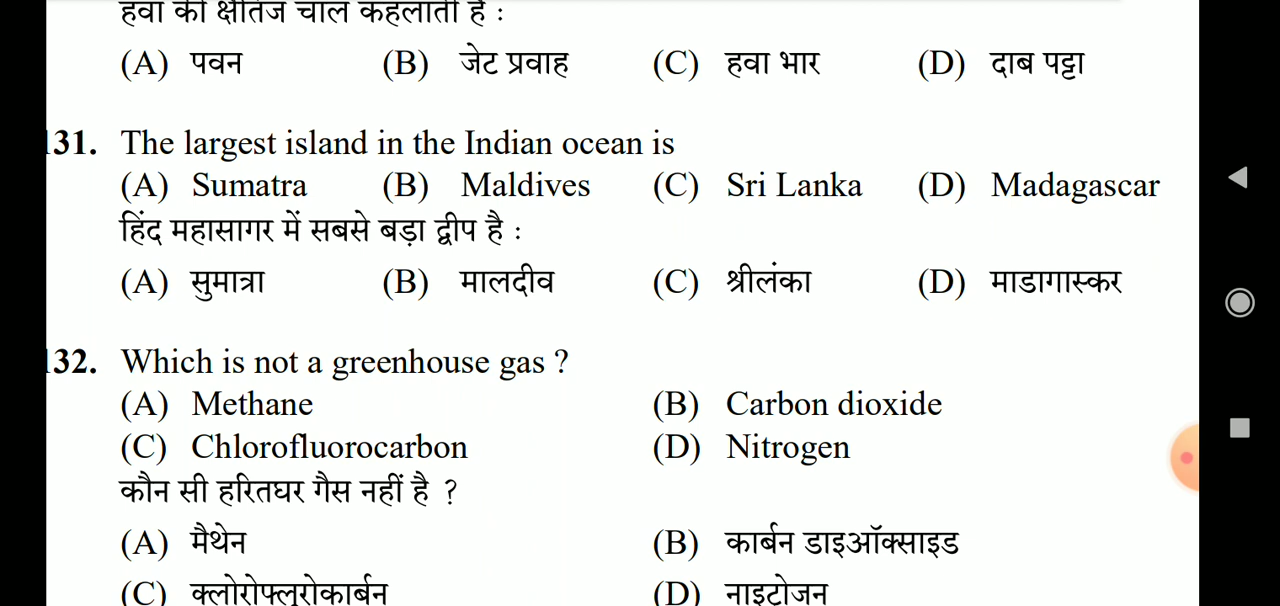 हवा की क्षैतिज चाल कहलाती है :
(A) पवन (B) जेट प्रवाह (C) हवा भार (D) दाब पट्टा
131. The largest island in the Indian ocean is
(A) Sumatra (B) Maldives (C) Sri Lanka (D) Madagascar
हिंद महासागर में सबसे बड़ा द्वीप है :
(A) सुमात्रा (B) मालदीव (C) श्रीलंका (D) माडागास्कर
132. Which is not a greenhouse gas ?
(A) Methane (B) Carbon dioxide
(C) Chlorofluorocarbon (D) Nitrogen
कौन सी हरितघर गैस नहीं है ?
(A) मैथेन (B) कार्बन डाइऑक्साइड
(C) क्लोरोफ्लूरोकार्बन (D) नाइट्रोजन